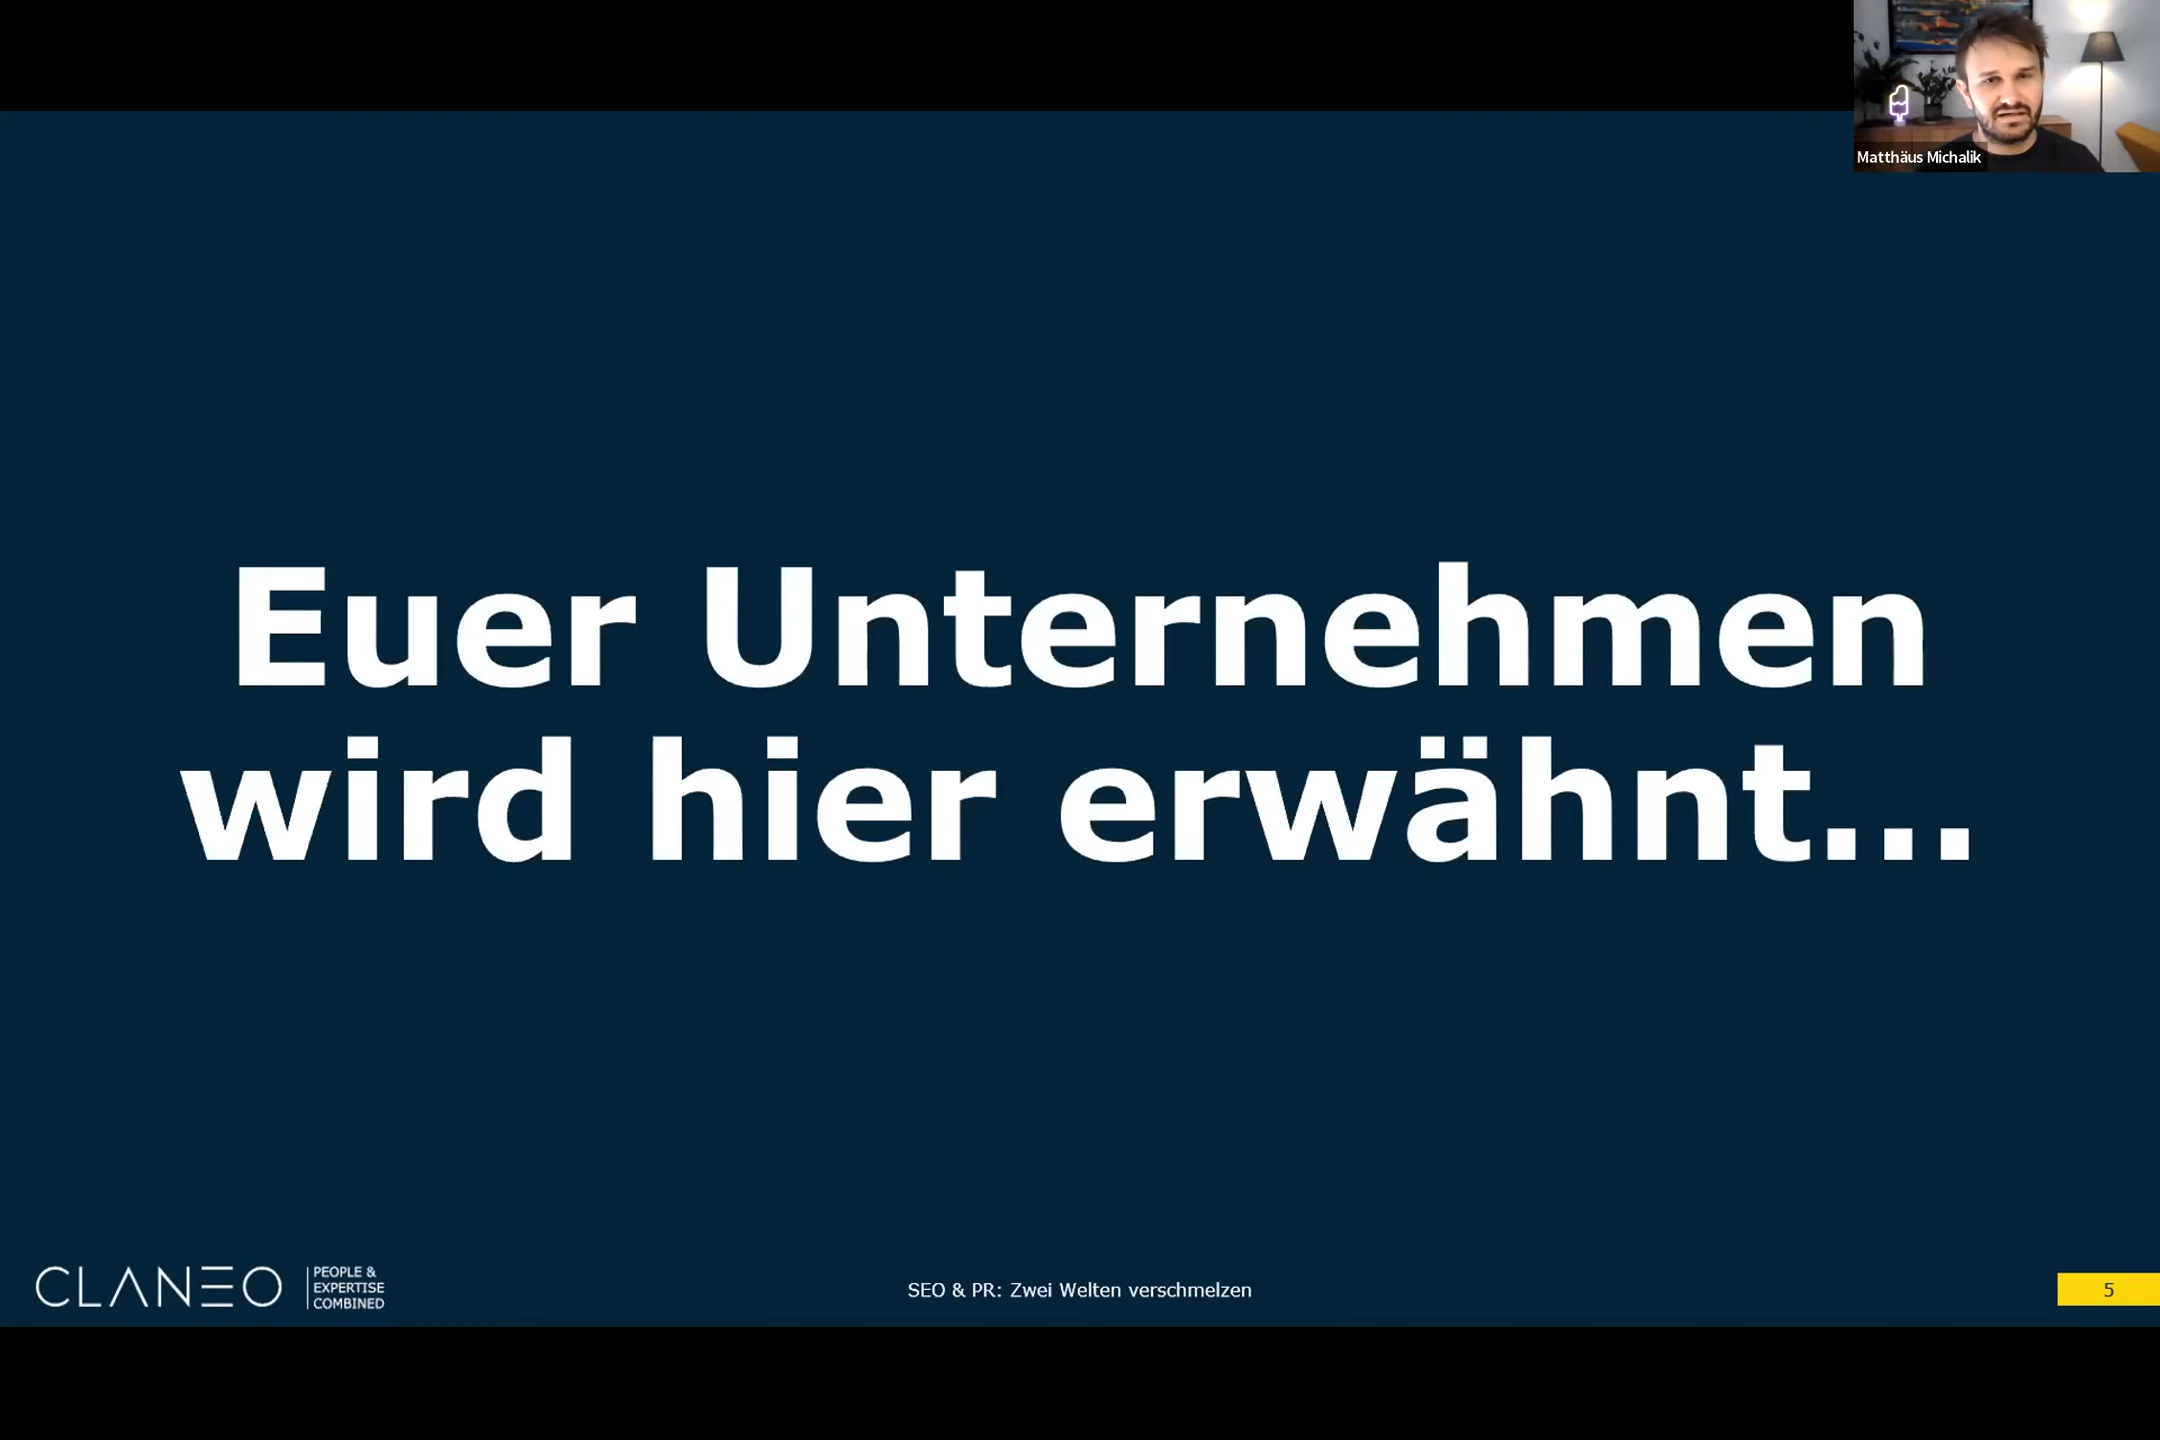 Matthäus Michalik
Euer Unternehmen
wird hier erwähnt...
CLANEO
PEOPLE &
EXPERTISE
COMBINED
SEO & PR: Zwei Welten verschmelzen
5